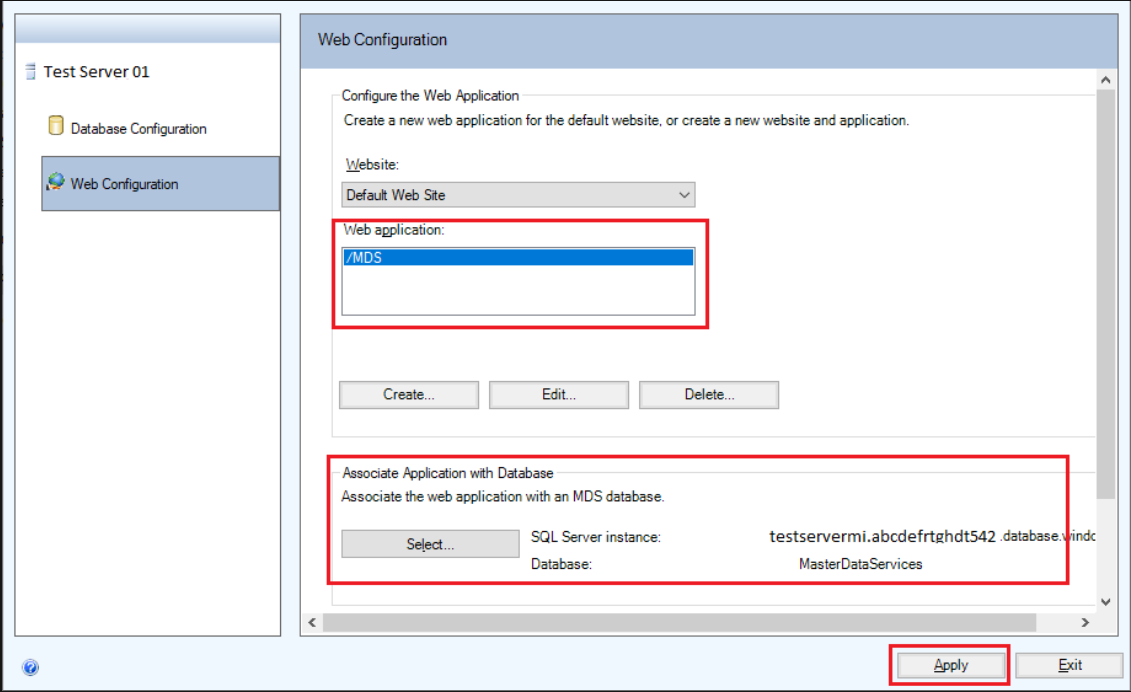 Web Configuration
Test Server 01
Database Configuration
Web Configuration
Configure the Web Application
Create a new web application for the default website, or create a new website and application.
Website:
Default Web Site
Web application:
/MDS
Create...
Edit...
Delete...
Associate Application with Database
Associate the web application with an MDS database.
Select...
SQL Server instance: testservermi.abcdefrtghdt542 .database.windo
Database: MasterDataServices
Apply
Exit